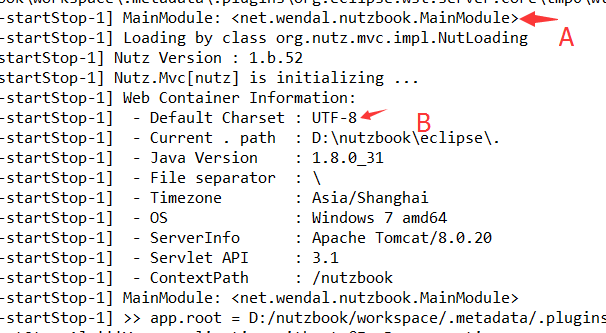 book\workspace\.metadata\.plugins\org.eclipse.wst.server.core\tmp0\w
-startStop-1] MainModule: <net.wendal.nutzbook.MainModule>
A
-startStop-1] Loading by class org.nutz.mvc.impl.NutLoading
startStop-1] Nutz Version : 1.b.52
startStop-1] Nutz.Mvc[nutz] is initializing ...
-startStop-1] Web Container Information:
-startStop-1]  - Default Charset : UTF-8
B
-startStop-1]  - Current . path  : D:\nutzbook\eclipse\.
-startStop-1]  - Java Version    : 1.8.0_31
-startStop-1]  - File separator  : \
-startStop-1]  - Timezone        : Asia/Shanghai
-startStop-1]  - OS              : Windows 7 amd64
-startStop-1]  - ServerInfo      : Apache Tomcat/8.0.20
-startStop-1]  - Servlet API     : 3.1
-startStop-1]  - ContextPath     : /nutzbook
-startStop-1] MainModule: <net.wendal.nutzbook.MainModule>
-startStop-1] >> app.root = D:/nutzbook/workspace/.metadata/.plugins